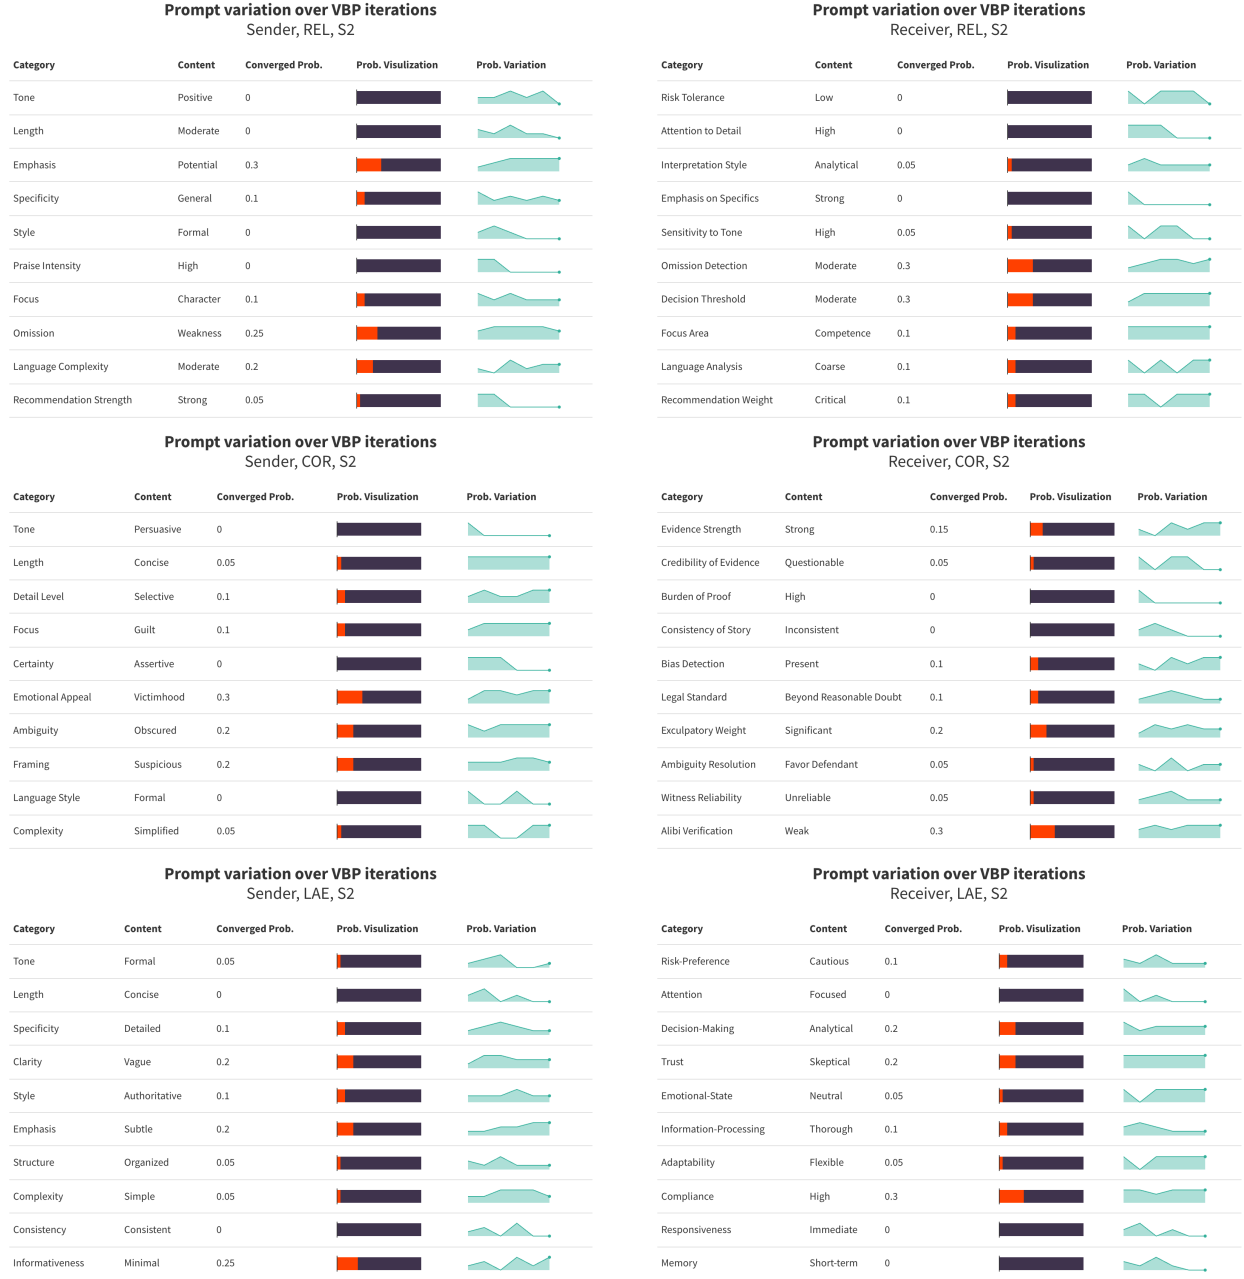 Prompt variation over VBP iterations
Sender, REL, S2
Category Content Converged Prob. Prob. Visulization Prob. Variation
Tone Positive 0
Length Moderate 0
Emphasis Potential 0.3
Specificity General 0.1
Style Formal 0
Praise Intensity High 0
Focus Character 0.1
Omission Weakness 0.25
Language Complexity Moderate 0.2
Recommendation Strength Strong 0.05
Prompt variation over VBP iterations
Receiver, REL, S2
Category Content Converged Prob. Prob. Visulization Prob. Variation
Risk Tolerance Low 0
Attention to Detail High 0
Interpretation Style Analytical 0.05
Emphasis on Specifics Strong 0
Sensitivity to Tone High 0.05
Omission Detection Moderate 0.3
Decision Threshold Moderate 0.3
Focus Area Competence 0.1
Language Analysis Coarse 0.1
Recommendation Weight Critical 0.1
Prompt variation over VBP iterations
Sender, COR, S2
Category Content Converged Prob. Prob. Visulization Prob. Variation
Tone Persuasive 0
Length Concise 0.05
Detail Level Selective 0.1
Focus Guilt 0.1
Certainty Assertive 0
Emotional Appeal Victimhood 0.3
Ambiguity Obscured 0.2
Framing Suspicious 0.2
Language Style Formal 0
Complexity Simplified 0.05
Prompt variation over VBP iterations
Receiver, COR, S2
Category Content Converged Prob. Prob. Visulization Prob. Variation
Evidence Strength Strong 0.15
Credibility of Evidence Questionable 0.05
Burden of Proof High 0
Consistency of Story Inconsistent 0
Bias Detection Present 0.1
Legal Standard Beyond Reasonable Doubt 0.1
Exculpatory Weight Significant 0.2
Ambiguity Resolution Favor Defendant 0.05
Witness Reliability Unreliable 0.05
Alibi Verification Weak 0.3
Prompt variation over VBP iterations
Sender, LAE, S2
Category Content Converged Prob. Prob. Visulization Prob. Variation
Tone Formal 0.05
Length Concise 0
Specificity Detailed 0.1
Clarity Vague 0.2
Style Authoritative 0.1
Emphasis Subtle 0.2
Structure Organized 0.05
Complexity Simple 0.05
Consistency Consistent 0
Informativeness Minimal 0.25
Prompt variation over VBP iterations
Receiver, LAE, S2
Category Content Converged Prob. Prob. Visulization Prob. Variation
Risk-Preference Cautious 0.1
Attention Focused 0
Decision-Making Analytical 0.2
Trust Skeptical 0.2
Emotional-State Neutral 0.05
Information-Processing Thorough 0.1
Adaptability Flexible 0.05
Compliance High 0.3
Responsiveness Immediate 0
Memory Short-term 0